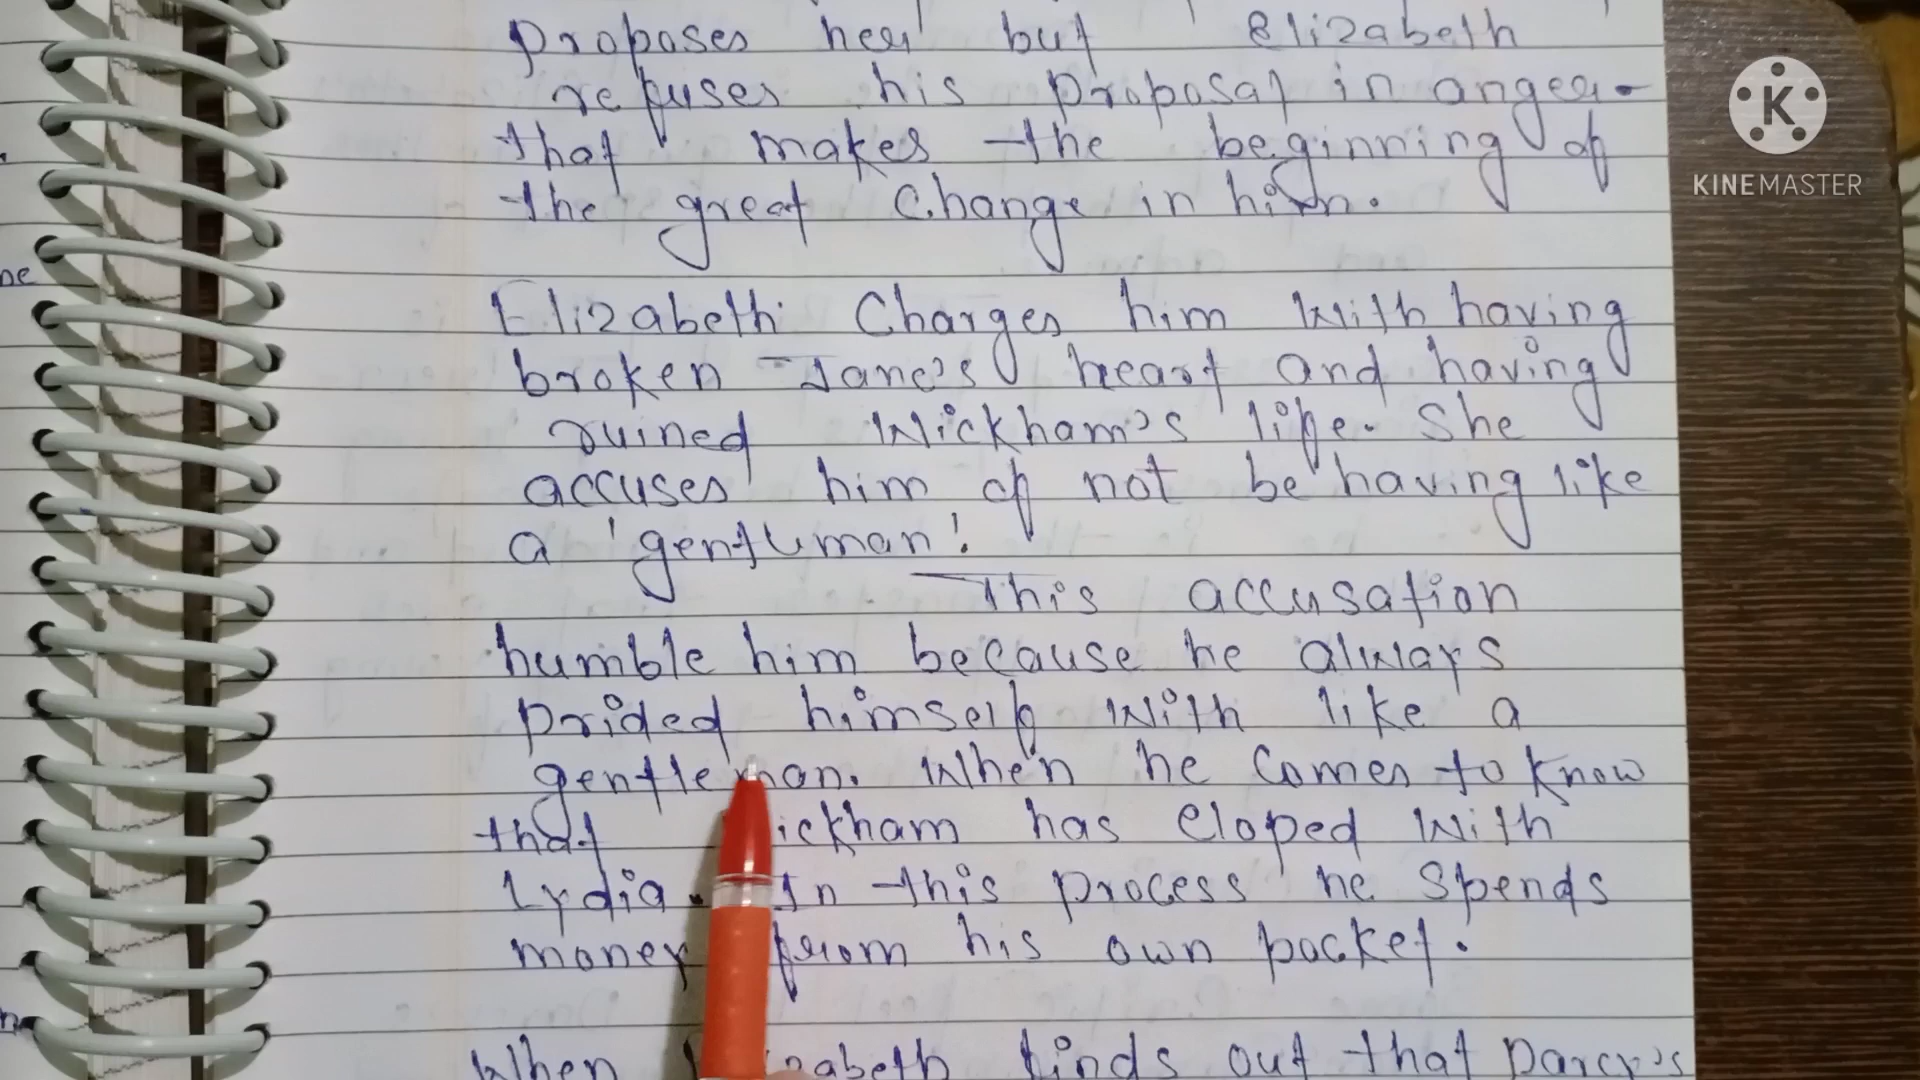 proposes her but Elizabeth
refuses his proposal in anger.
that makes the beginning of
the great change in him.
Elizabeth charges him with having
broken Jane's heart and having
ruined Wickham's life. She
accuses him of not behaving like
a 'gentleman'.
This accusation
humble him because he always
prided himself with like a
gentleman. When he comes to know
that ickham has eloped with
Lydia. In this process he spends
money from his own pocket.
When zabeth finds out that Darcy's
ne
K
KINEMASTER